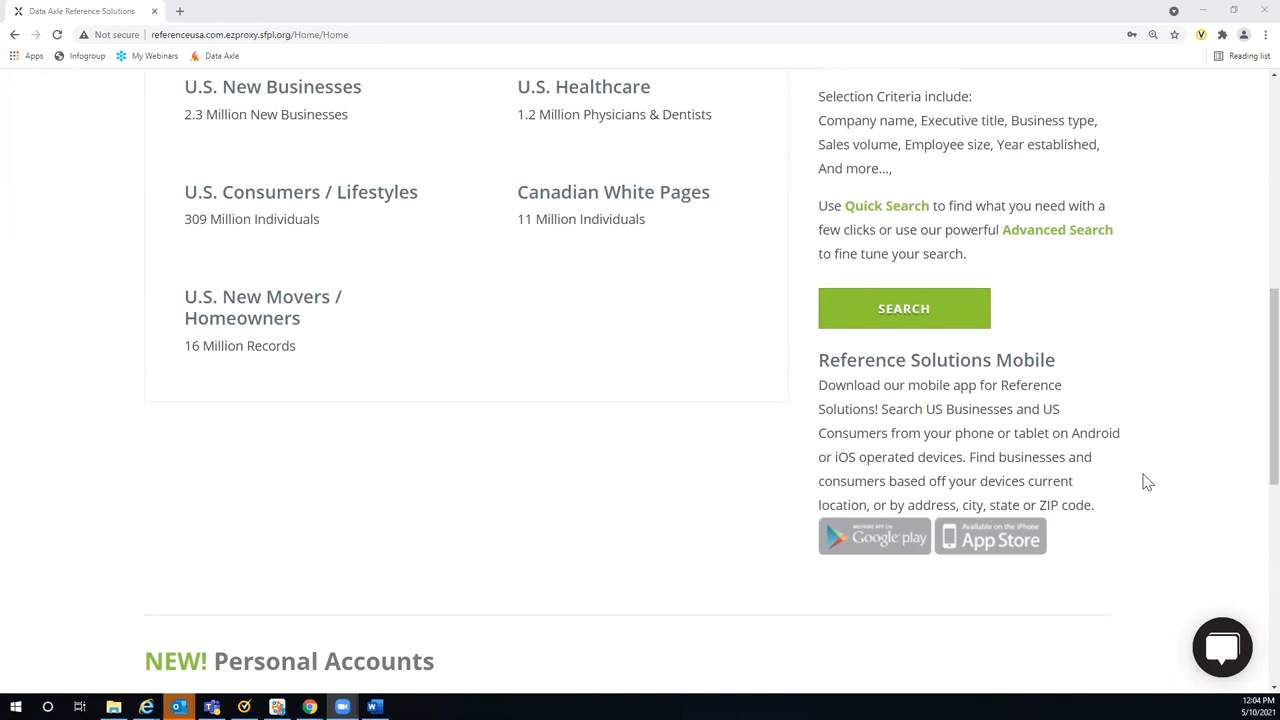 Data Axle Reference Solutions
Not secure
referenceusa.com.ezproxy.sfpl.org/Home/Home
Apps
Infogroup
My Webinars
Data Axle
Reading list
U.S. New Businesses
2.3 Million New Businesses
U.S. Healthcare
1.2 Million Physicians & Dentists
U.S. Consumers / Lifestyles
309 Million Individuals
Canadian White Pages
11 Million Individuals
U.S. New Movers /
Homeowners
16 Million Records
Selection Criteria include:
Company name, Executive title, Business type,
Sales volume, Employee size, Year established,
And more...,
Use Quick Search to find what you need with a
few clicks or use our powerful Advanced Search
to fine tune your search.
SEARCH
Reference Solutions Mobile
Download our mobile app for Reference
Solutions! Search US Businesses and US
Consumers from your phone or tablet on Android
or iOS operated devices. Find businesses and
consumers based off your devices current
location, or by address, city, state or ZIP code.
ANDROID APP ON
Google play
Available on the iPhone
App Store
NEW! Personal Accounts
12:04 PM
5/10/2021